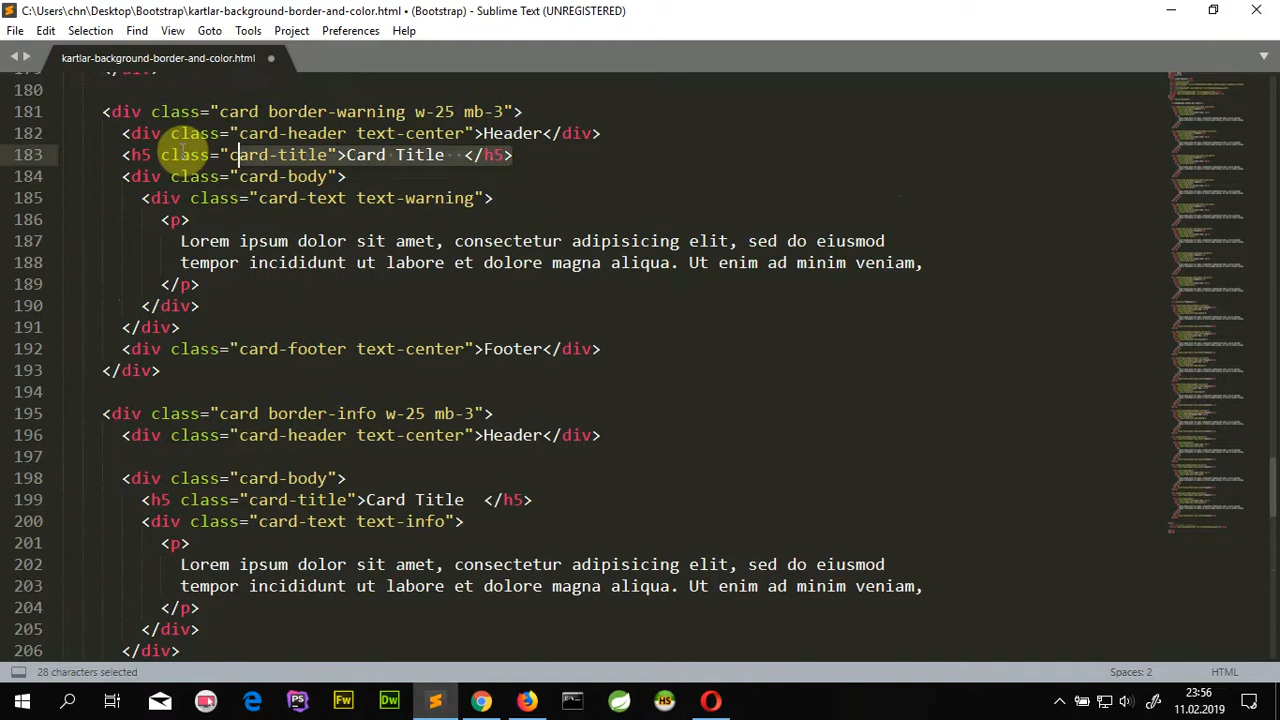 C:\Users\chn\Desktop\Bootstrap\kartlar-background-border-and-color.html • (Bootstrap) - Sublime Text (UNREGISTERED)
File Edit Selection Find View Goto Tools Project Preferences Help
kartlar-background-border-and-color.html
179 </div>
180
181 <div class="card border-warning w-25 mb-3">
182 <div class="card-header text-center">Header</div>
183 <h5 class="card-title">Card Title  </h5>
184 <div class="card-body">
185 <div class="card-text text-warning">
186 <p>
187 Lorem ipsum dolor sit amet, consectetur adipisicing elit, sed do eiusmod
188 tempor incididunt ut labore et dolore magna aliqua. Ut enim ad minim veniam,
189 </p>
190 </div>
191 </div>
192 <div class="card-footer text-center">Footer</div>
193 </div>
194
195 <div class="card border-info w-25 mb-3">
196 <div class="card-header text-center">Header</div>
197
198 <div class="card-body">
199 <h5 class="card-title">Card Title  </h5>
200 <div class="card-text text-info">
201 <p>
202 Lorem ipsum dolor sit amet, consectetur adipisicing elit, sed do eiusmod
203 tempor incididunt ut labore et dolore magna aliqua. Ut enim ad minim veniam,
204 </p>
205 </div>
206 </div>
28 characters selected Spaces: 2 HTML
PS Fw Dw HS 23:56
11.02.2019